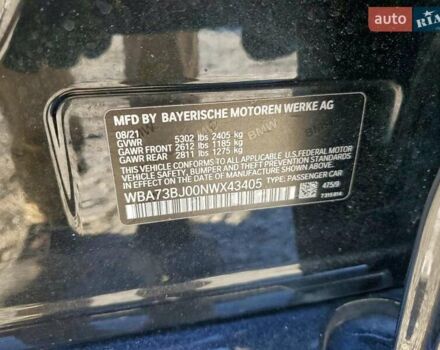 AUTO RIA
MFD BY BAYERISCHE MOTOREN WERKE AG
08/21
GVWR 5302 lbs 2405 kg
GAWR FRONT 2612 lbs 1185 kg
GAWR REAR 2811 lbs 1275 kg
THIS VEHICLE CONFORMS TO ALL APPLICABLE U.S. FEDERAL MOTOR
VEHICLE SAFETY, BUMPER, AND THEFT PREVENTION STANDARDS
IN EFFECT ON THE DATE OF MANUFACTURE SHOWN ABOVE.
WBA73BJ00NWX43405 TYPE: PASSENGER CAR
475/9
BMW